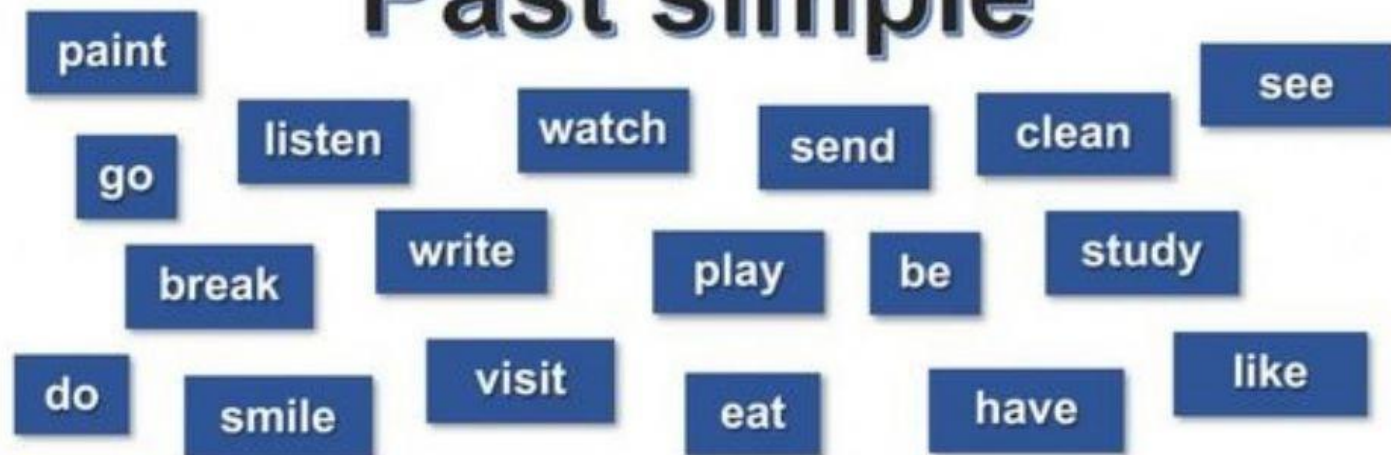 Past simple
paint
see
listen
watch
send
clean
go
write
play
be
study
break
do
smile
visit
eat
have
like